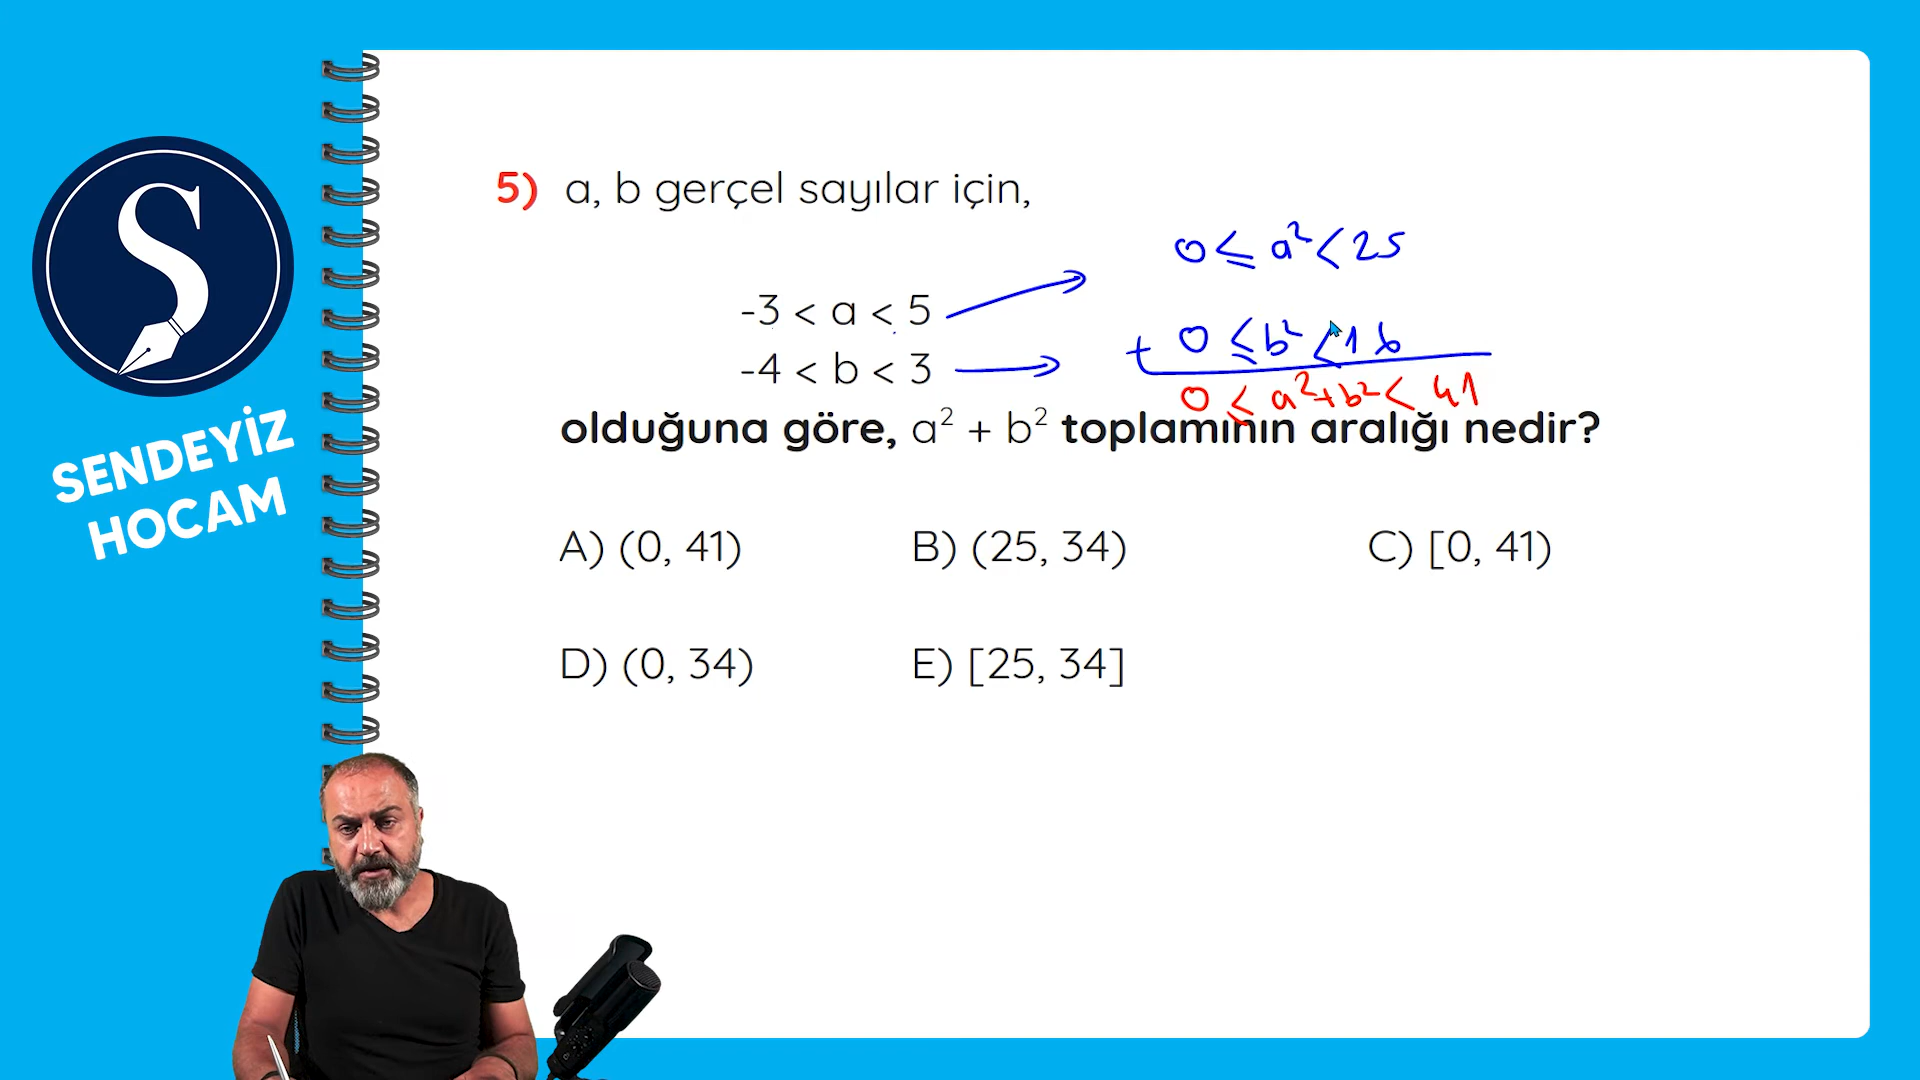 S
SENDEYİZ
HOCAM
5) a, b gerçel sayılar için,
0 ≤ a² < 25
-3 < a < 5
+ 0 ≤ b² < 16
-4 < b < 3
0 ≤ a² + b² < 41
olduğuna göre, a² + b² toplamının aralığı nedir?
A) (0, 41) B) (25, 34) C) [0, 41)
D) (0, 34) E) [25, 34]